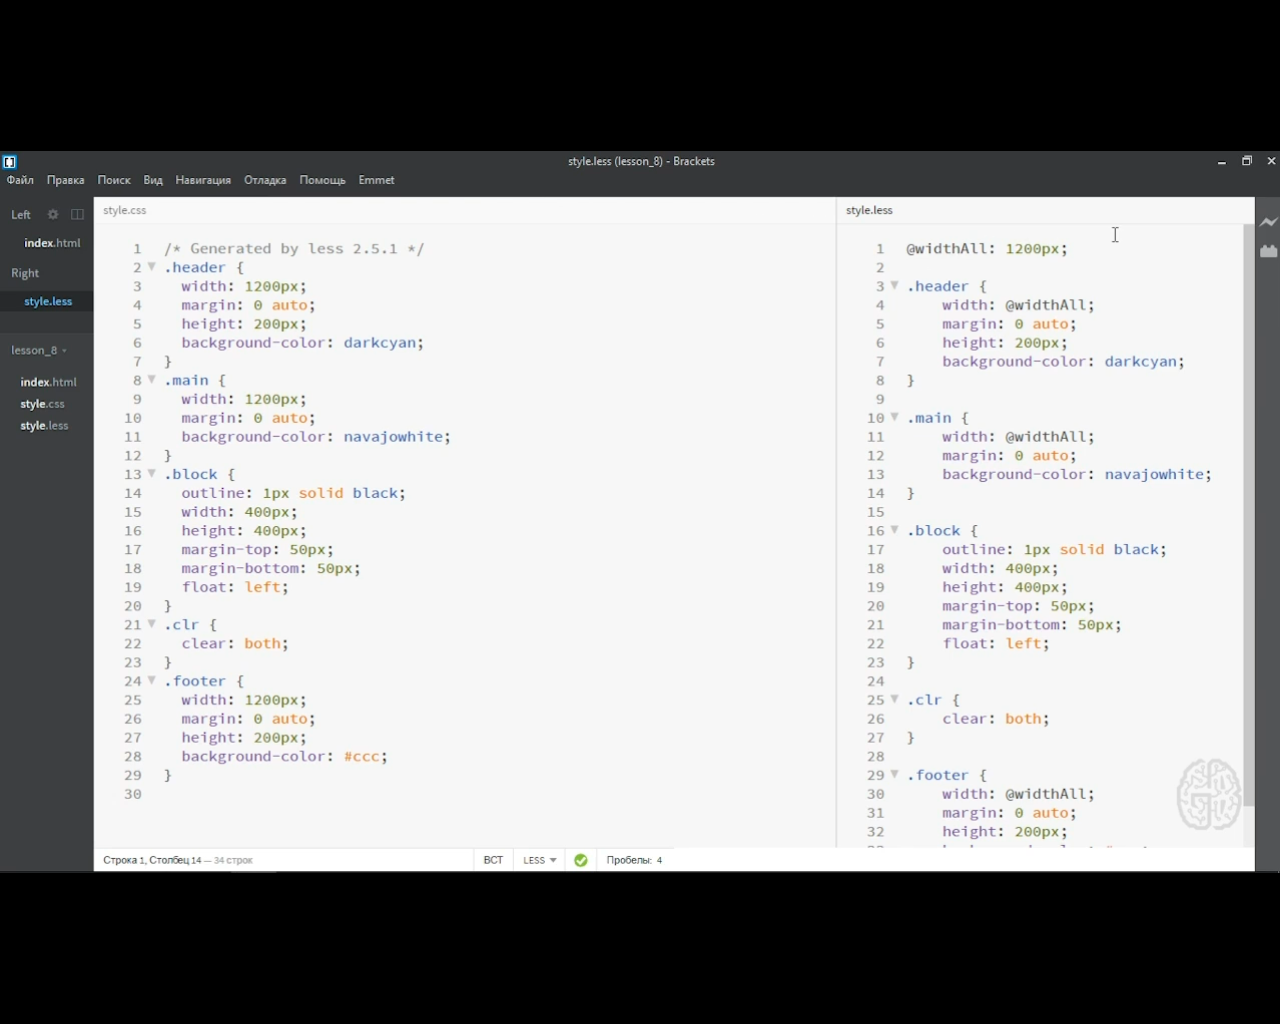 style.less (lesson_8) - Brackets
Файл Правка Поиск Вид Навигация Отладка Помощь Emmet
Left
index.html
Right
style.less
lesson_8
index.html
style.css
style.less
style.css
1 /* Generated by less 2.5.1 */
2 .header {
3 width: 1200px;
4 margin: 0 auto;
5 height: 200px;
6 background-color: darkcyan;
7 }
8 .main {
9 width: 1200px;
10 margin: 0 auto;
11 background-color: navajowhite;
12 }
13 .block {
14 outline: 1px solid black;
15 width: 400px;
16 height: 400px;
17 margin-top: 50px;
18 margin-bottom: 50px;
19 float: left;
20 }
21 .clr {
22 clear: both;
23 }
24 .footer {
25 width: 1200px;
26 margin: 0 auto;
27 height: 200px;
28 background-color: #ccc;
29 }
30
style.less
1 @widthAll: 1200px;
2
3 .header {
4 width: @widthAll;
5 margin: 0 auto;
6 height: 200px;
7 background-color: darkcyan;
8 }
9
10 .main {
11 width: @widthAll;
12 margin: 0 auto;
13 background-color: navajowhite;
14 }
15
16 .block {
17 outline: 1px solid black;
18 width: 400px;
19 height: 400px;
20 margin-top: 50px;
21 margin-bottom: 50px;
22 float: left;
23 }
24
25 .clr {
26 clear: both;
27 }
28
29 .footer {
30 width: @widthAll;
31 margin: 0 auto;
32 height: 200px;
Строка 1, Столбец 14 — 34 строк
ВСТ LESS Пробелы: 4